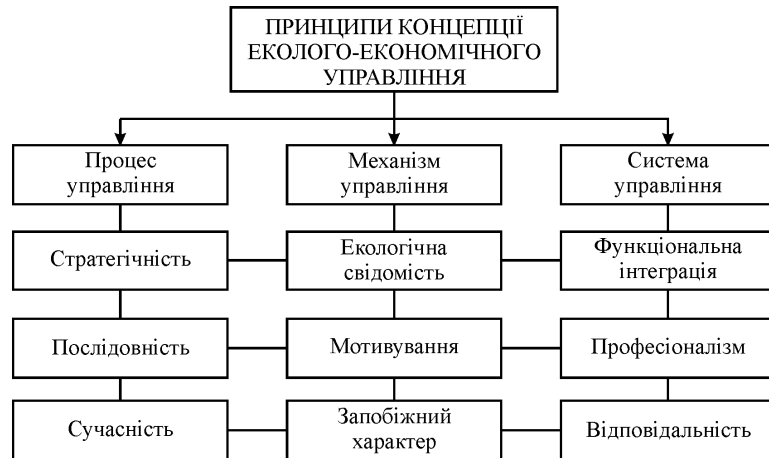 ПРИНЦИПИ КОНЦЕПЦІЇ
ЕКОЛОГО-ЕКОНОМІЧНОГО
УПРАВЛІННЯ
Процес
управління
Механізм
управління
Система
управління
Стратегічність
Екологічна
свідомість
Функціональна
інтеграція
Послідовність
Мотивування
Професіоналізм
Сучасність
Запобіжний
характер
Відповідальність